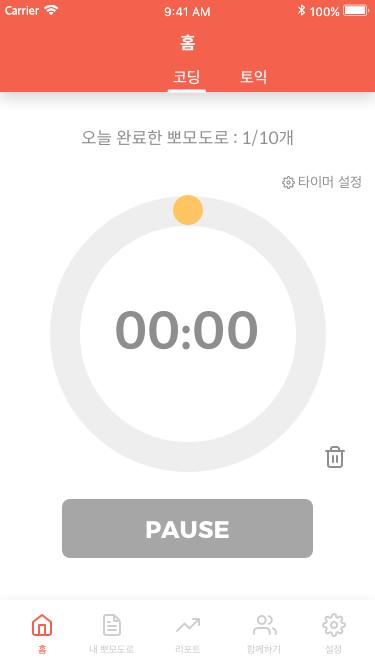 Carrier 9:41 AM 100%
홈
코딩 토익
오늘 완료한 뽀모도로 : 1/10개
타이머 설정
00:00
PAUSE
홈 내 뽀모도로 리포트 함께하기 설정